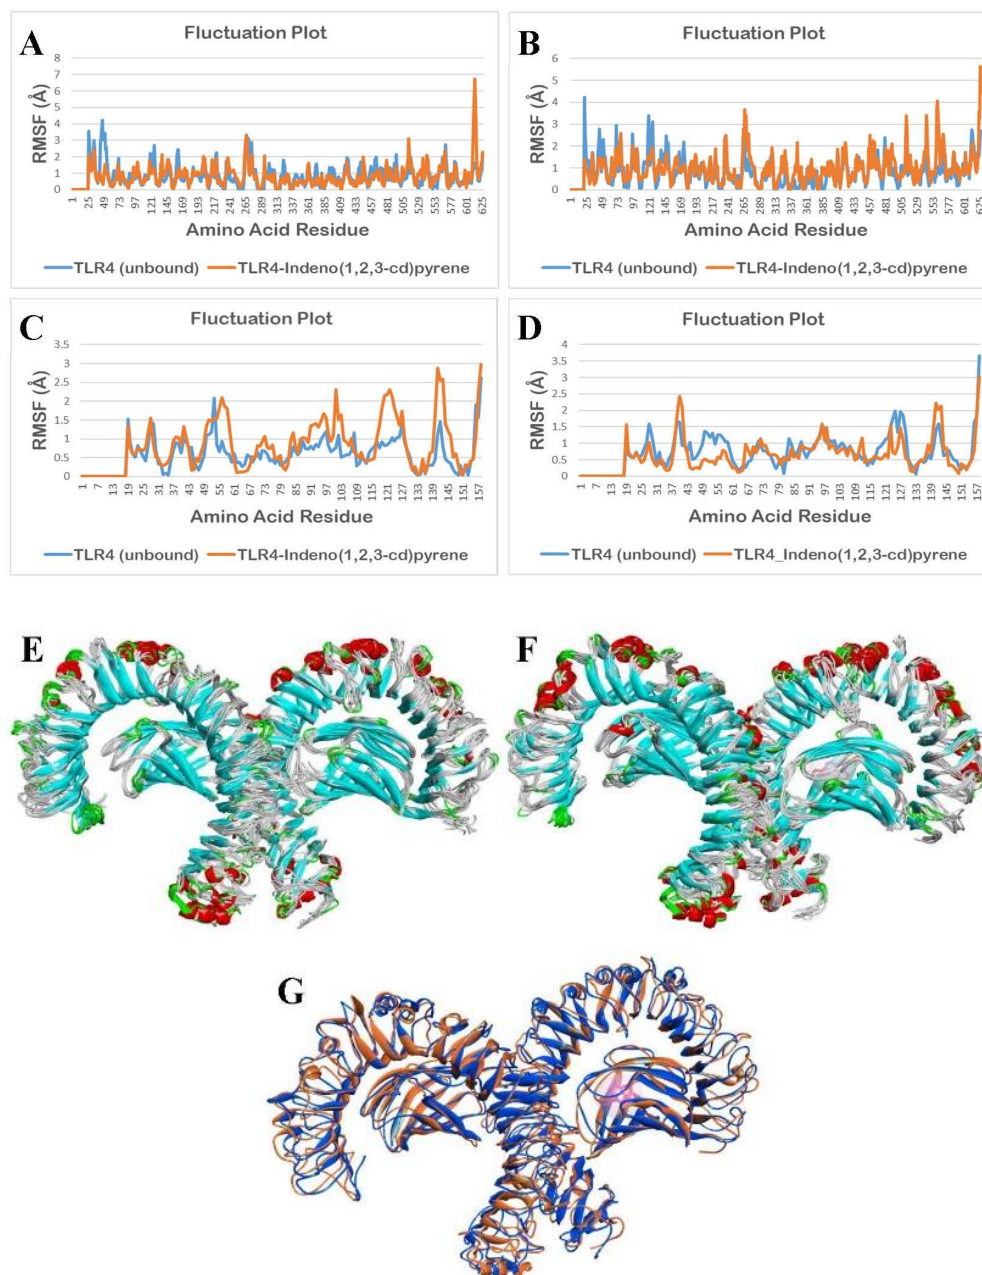 A
Fluctuation Plot
RMSF (Å)
8
7
6
5
4
3
2
1
0
1 25 49 73 97 121 145 169 193 217 241 265 289 313 337 361 385 409 433 457 481 505 529 553 577 601 625
Amino Acid Residue
TLR4 (unbound) TLR4-Indeno(1,2,3-cd)pyrene
B
Fluctuation Plot
RMSF (Å)
6
5
4
3
2
1
0
1 25 49 73 97 121 145 169 193 217 241 265 289 313 337 361 385 409 433 457 481 505 529 553 577 601 625
Amino Acid Residue
TLR4 (unbound) TLR4-Indeno(1,2,3-cd)pyrene
C
Fluctuation Plot
RMSF (Å)
3.5
3
2.5
2
1.5
1
0.5
0
1 7 13 19 25 31 37 43 49 55 61 67 73 79 85 91 97 103 109 115 121 127 133 139 145 151 157
Amino Acid Residue
TLR4 (unbound) TLR4-Indeno(1,2,3-cd)pyrene
D
Fluctuation Plot
RMSF (Å)
4
3.5
3
2.5
2
1.5
1
0.5
0
1 7 13 19 25 31 37 43 49 55 61 67 73 79 85 91 97 103 109 115 121 127 133 139 145 151 157
Amino Acid Residue
TLR4 (unbound) TLR4_Indeno(1,2,3-cd)pyrene
E
F
G